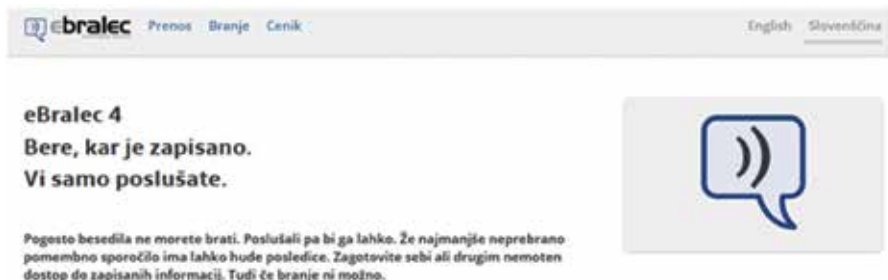 ebralec Prenos Branje Cenik English Slovenščina
eBralec 4
Bere, kar je zapisano.
Vi samo poslušate.
Pogosto besedila ne morete brati. Poslušali pa bi ga lahko. Že najmanjše neprebrano
pomembno sporočilo ima lahko hude posledice. Zagotovite sebi ali drugim nemoten
dostop do zapisanih informacij. Tudi če branje ni možno.